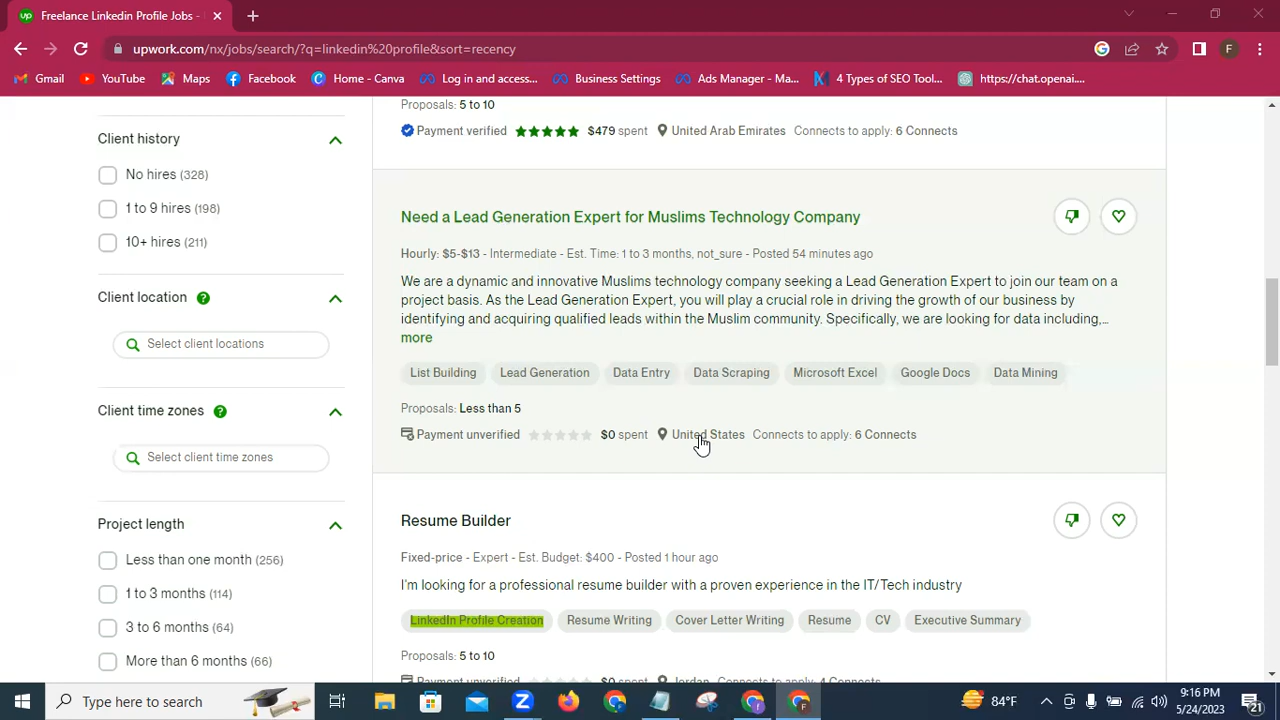 Freelance Linkedin Profile Jobs -
upwork.com/nx/jobs/search/?q=linkedin%20profile&sort=recency
F
Gmail YouTube Maps Facebook Home - Canva Log in and access... Business Settings Ads Manager - Ma... 4 Types of SEO Tool... https://chat.openai....
Proposals: 5 to 10
Payment verified $479 spent United Arab Emirates Connects to apply: 6 Connects
Client history
No hires (328)
1 to 9 hires (198)
10+ hires (211)
Client location
Select client locations
Client time zones
Select client time zones
Project length
Less than one month (256)
1 to 3 months (114)
3 to 6 months (64)
More than 6 months (66)
Need a Lead Generation Expert for Muslims Technology Company
Hourly: $5-$13 - Intermediate - Est. Time: 1 to 3 months, not_sure - Posted 54 minutes ago
We are a dynamic and innovative Muslims technology company seeking a Lead Generation Expert to join our team on a
project basis. As the Lead Generation Expert, you will play a crucial role in driving the growth of our business by
identifying and acquiring qualified leads within the Muslim community. Specifically, we are looking for data including,...
more
List Building Lead Generation Data Entry Data Scraping Microsoft Excel Google Docs Data Mining
Proposals: Less than 5
Payment unverified $0 spent United States Connects to apply: 6 Connects
Resume Builder
Fixed-price - Expert - Est. Budget: $400 - Posted 1 hour ago
I'm looking for a professional resume builder with a proven experience in the IT/Tech industry
LinkedIn Profile Creation Resume Writing Cover Letter Writing Resume CV Executive Summary
Proposals: 5 to 10
Payment unverified $0 spent Jordan Connects to apply: 4 Connects
Type here to search
84°F
9:16 PM
5/24/2023
21